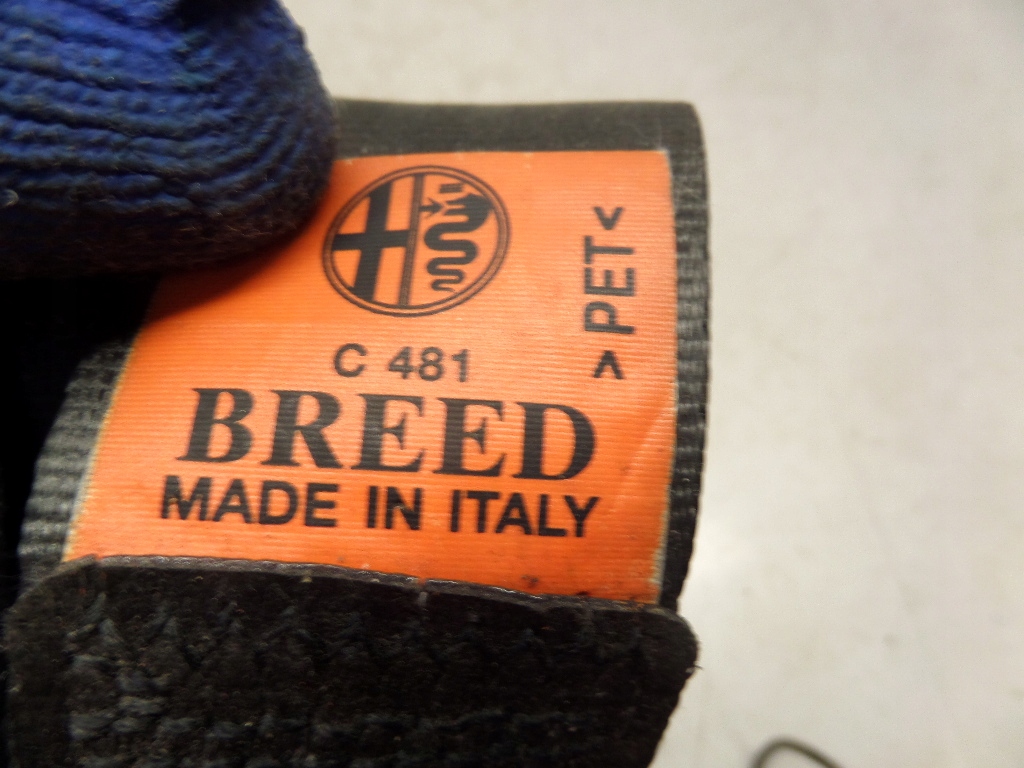 C 481
BREED
MADE IN ITALY
>PET<